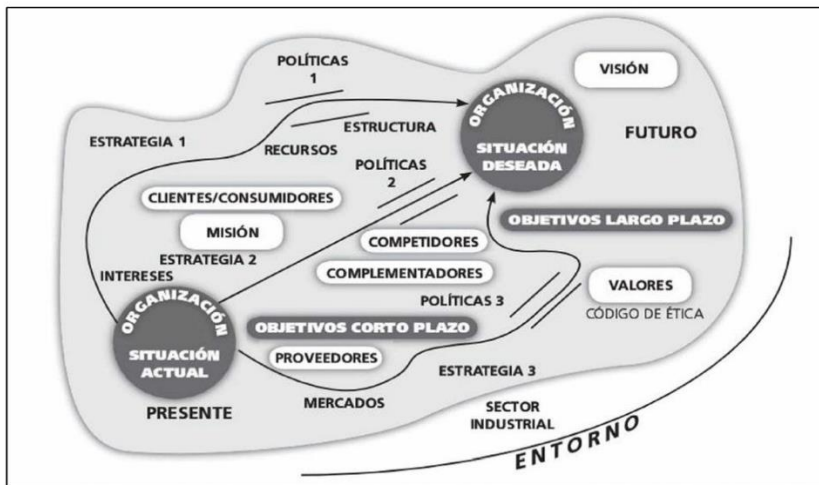 POLÍTICAS
1
VISIÓN
ORGANIZACIÓN
SITUACIÓN
DESEADA
FUTURO
ESTRATEGIA 1
ESTRUCTURA
RECURSOS
POLÍTICAS
2
CLIENTES/CONSUMIDORES
MISIÓN
ESTRATEGIA 2
OBJETIVOS LARGO PLAZO
COMPETIDORES
COMPLEMENTADORES
INTERESES
VALORES
CÓDIGO DE ÉTICA
POLÍTICAS 3
ORGANIZACIÓN
SITUACIÓN
ACTUAL
OBJETIVOS CORTO PLAZO
PROVEEDORES
ESTRATEGIA 3
PRESENTE
MERCADOS
SECTOR
INDUSTRIAL
ENTORNO